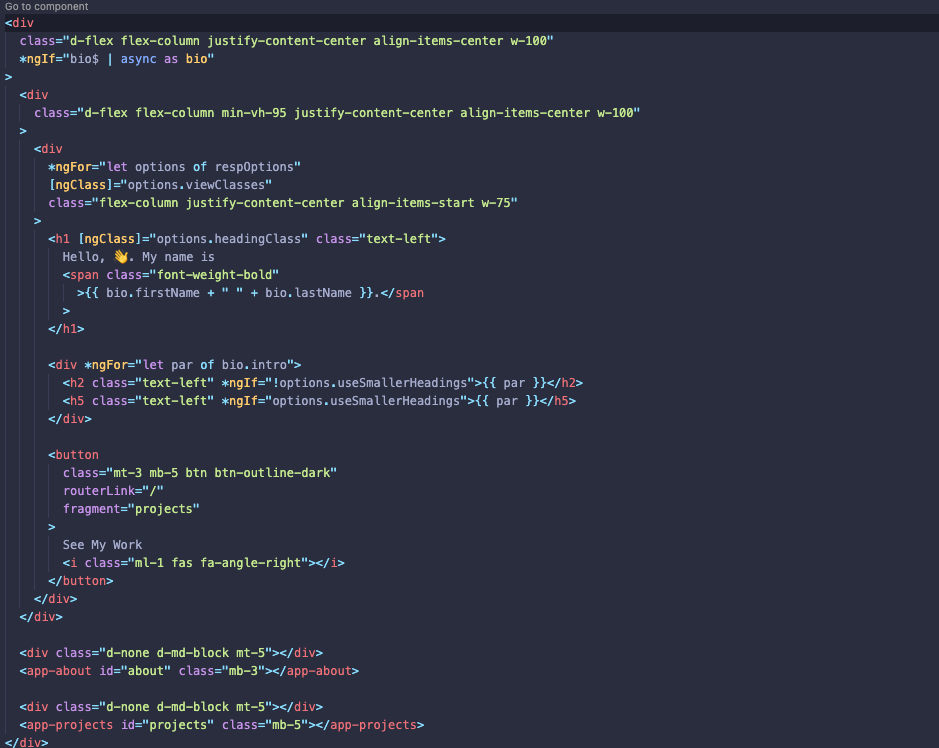 Go to component
<div
  class="d-flex flex-column justify-content-center align-items-center w-100"
  *ngIf="bio$ | async as bio"
>
  <div
    class="d-flex flex-column min-vh-95 justify-content-center align-items-center w-100"
  >
    <div
      *ngFor="let options of respOptions"
      [ngClass]="options.viewClasses"
      class="flex-column justify-content-center align-items-start w-75"
    >
      <h1 [ngClass]="options.headingClass" class="text-left">
        Hello, 👋. My name is
        <span class="font-weight-bold"
          >{{ bio.firstName + " " + bio.lastName }}.</span
        >
      </h1>

      <div *ngFor="let par of bio.intro">
        <h2 class="text-left" *ngIf="!options.useSmallerHeadings">{{ par }}</h2>
        <h5 class="text-left" *ngIf="options.useSmallerHeadings">{{ par }}</h5>
      </div>

      <button
        class="mt-3 mb-5 btn btn-outline-dark"
        routerLink="/"
        fragment="projects"
      >
        See My Work
        <i class="ml-1 fas fa-angle-right"></i>
      </button>
    </div>
  </div>

  <div class="d-none d-md-block mt-5"></div>
  <app-about id="about" class="mb-3"></app-about>

  <div class="d-none d-md-block mt-5"></div>
  <app-projects id="projects" class="mb-5"></app-projects>
</div>